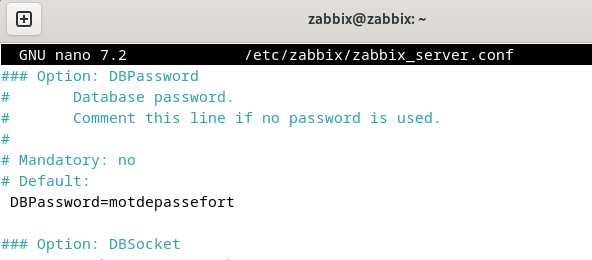 zabbix@zabbix: ~
GNU nano 7.2 /etc/zabbix/zabbix_server.conf
### Option: DBPassword
# Database password.
# Comment this line if no password is used.
#
# Mandatory: no
# Default:
DBPassword=motdepassefort
### Option: DBSocket